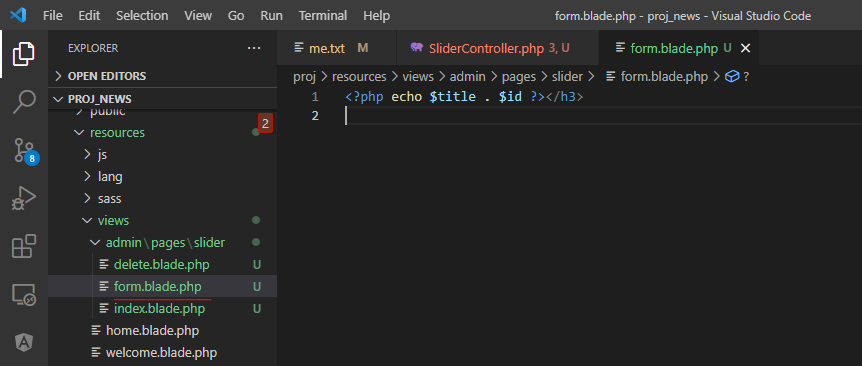 File Edit Selection View Go Run Terminal Help form.blade.php - proj_news - Visual Studio Code
EXPLORER ···
me.txt M SliderController.php 3, U form.blade.php U
OPEN EDITORS
proj > resources > views > admin > pages > slider > form.blade.php > ?
PROJ_NEWS
public
resources 2
js
lang
sass
views
admin\pages\slider
delete.blade.php U
form.blade.php U
index.blade.php U
home.blade.php
welcome.blade.php
8
1 <?php echo $title . $id ?></h3>
2